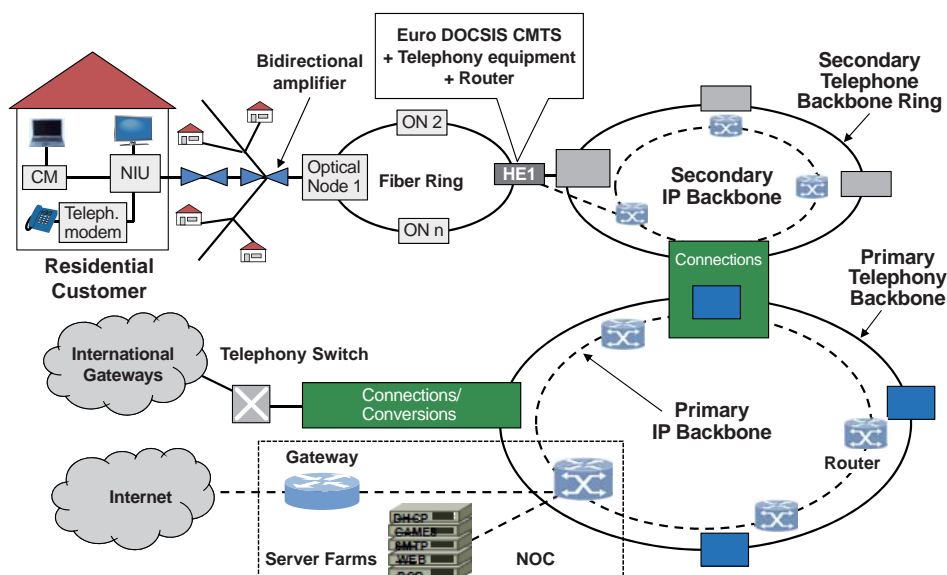 Euro DOCSIS CMTS
+ Telephony equipment
+ Router
Bidirectional
amplifier
Secondary
Telephone
Backbone Ring
ON 2
CM
NIU
Optical
Node 1
Fiber Ring
HE1
Secondary
IP Backbone
Teleph.
modem
ON n
Residential
Customer
Connections
Primary
Telephony
Backbone
International
Gateways
Telephony Switch
Connections/
Conversions
Primary
IP Backbone
Router
Gateway
Internet
DHCP
GAMES
SMTP
WEB
Server Farms
NOC